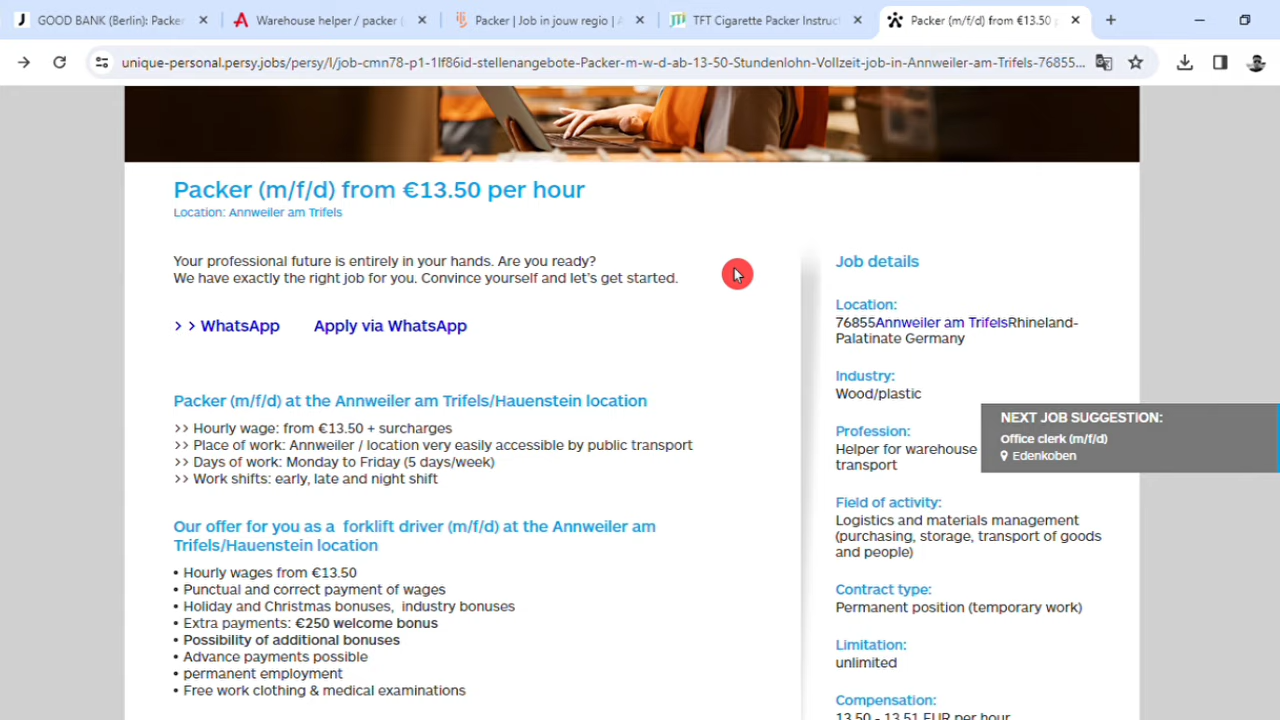 GOOD BANK (Berlin): Packer
Warehouse helper / packer (
Packer | Job in jouw regio | A
TFT Cigarette Packer Instruct
Packer (m/f/d) from €13.50 p
unique-personal.persy.jobs/persy/l/job-cmn78-p1-1lf86id-stellenangebote-Packer-m-w-d-ab-13-50-Stundenlohn-Vollzeit-job-in-Annweiler-am-Trifels-76855...
Packer (m/f/d) from €13.50 per hour
Location: Annweiler am Trifels
Your professional future is entirely in your hands. Are you ready?
We have exactly the right job for you. Convince yourself and let's get started.
>> WhatsApp
Apply via WhatsApp
Packer (m/f/d) at the Annweiler am Trifels/Hauenstein location
>> Hourly wage: from €13.50 + surcharges
>> Place of work: Annweiler / location very easily accessible by public transport
>> Days of work: Monday to Friday (5 days/week)
>> Work shifts: early, late and night shift
Our offer for you as a forklift driver (m/f/d) at the Annweiler am
Trifels/Hauenstein location
• Hourly wages from €13.50
• Punctual and correct payment of wages
• Holiday and Christmas bonuses, industry bonuses
• Extra payments: €250 welcome bonus
• Possibility of additional bonuses
• Advance payments possible
• permanent employment
• Free work clothing & medical examinations
Job details
Location:
76855Annweiler am TrifelsRhineland-
Palatinate Germany
Industry:
Wood/plastic
Profession:
Helper for warehouse
transport
Field of activity:
Logistics and materials management
(purchasing, storage, transport of goods
and people)
Contract type:
Permanent position (temporary work)
Limitation:
unlimited
Compensation:
13.50 - 13.51 EUR per hour
NEXT JOB SUGGESTION:
Office clerk (m/f/d)
Edenkoben